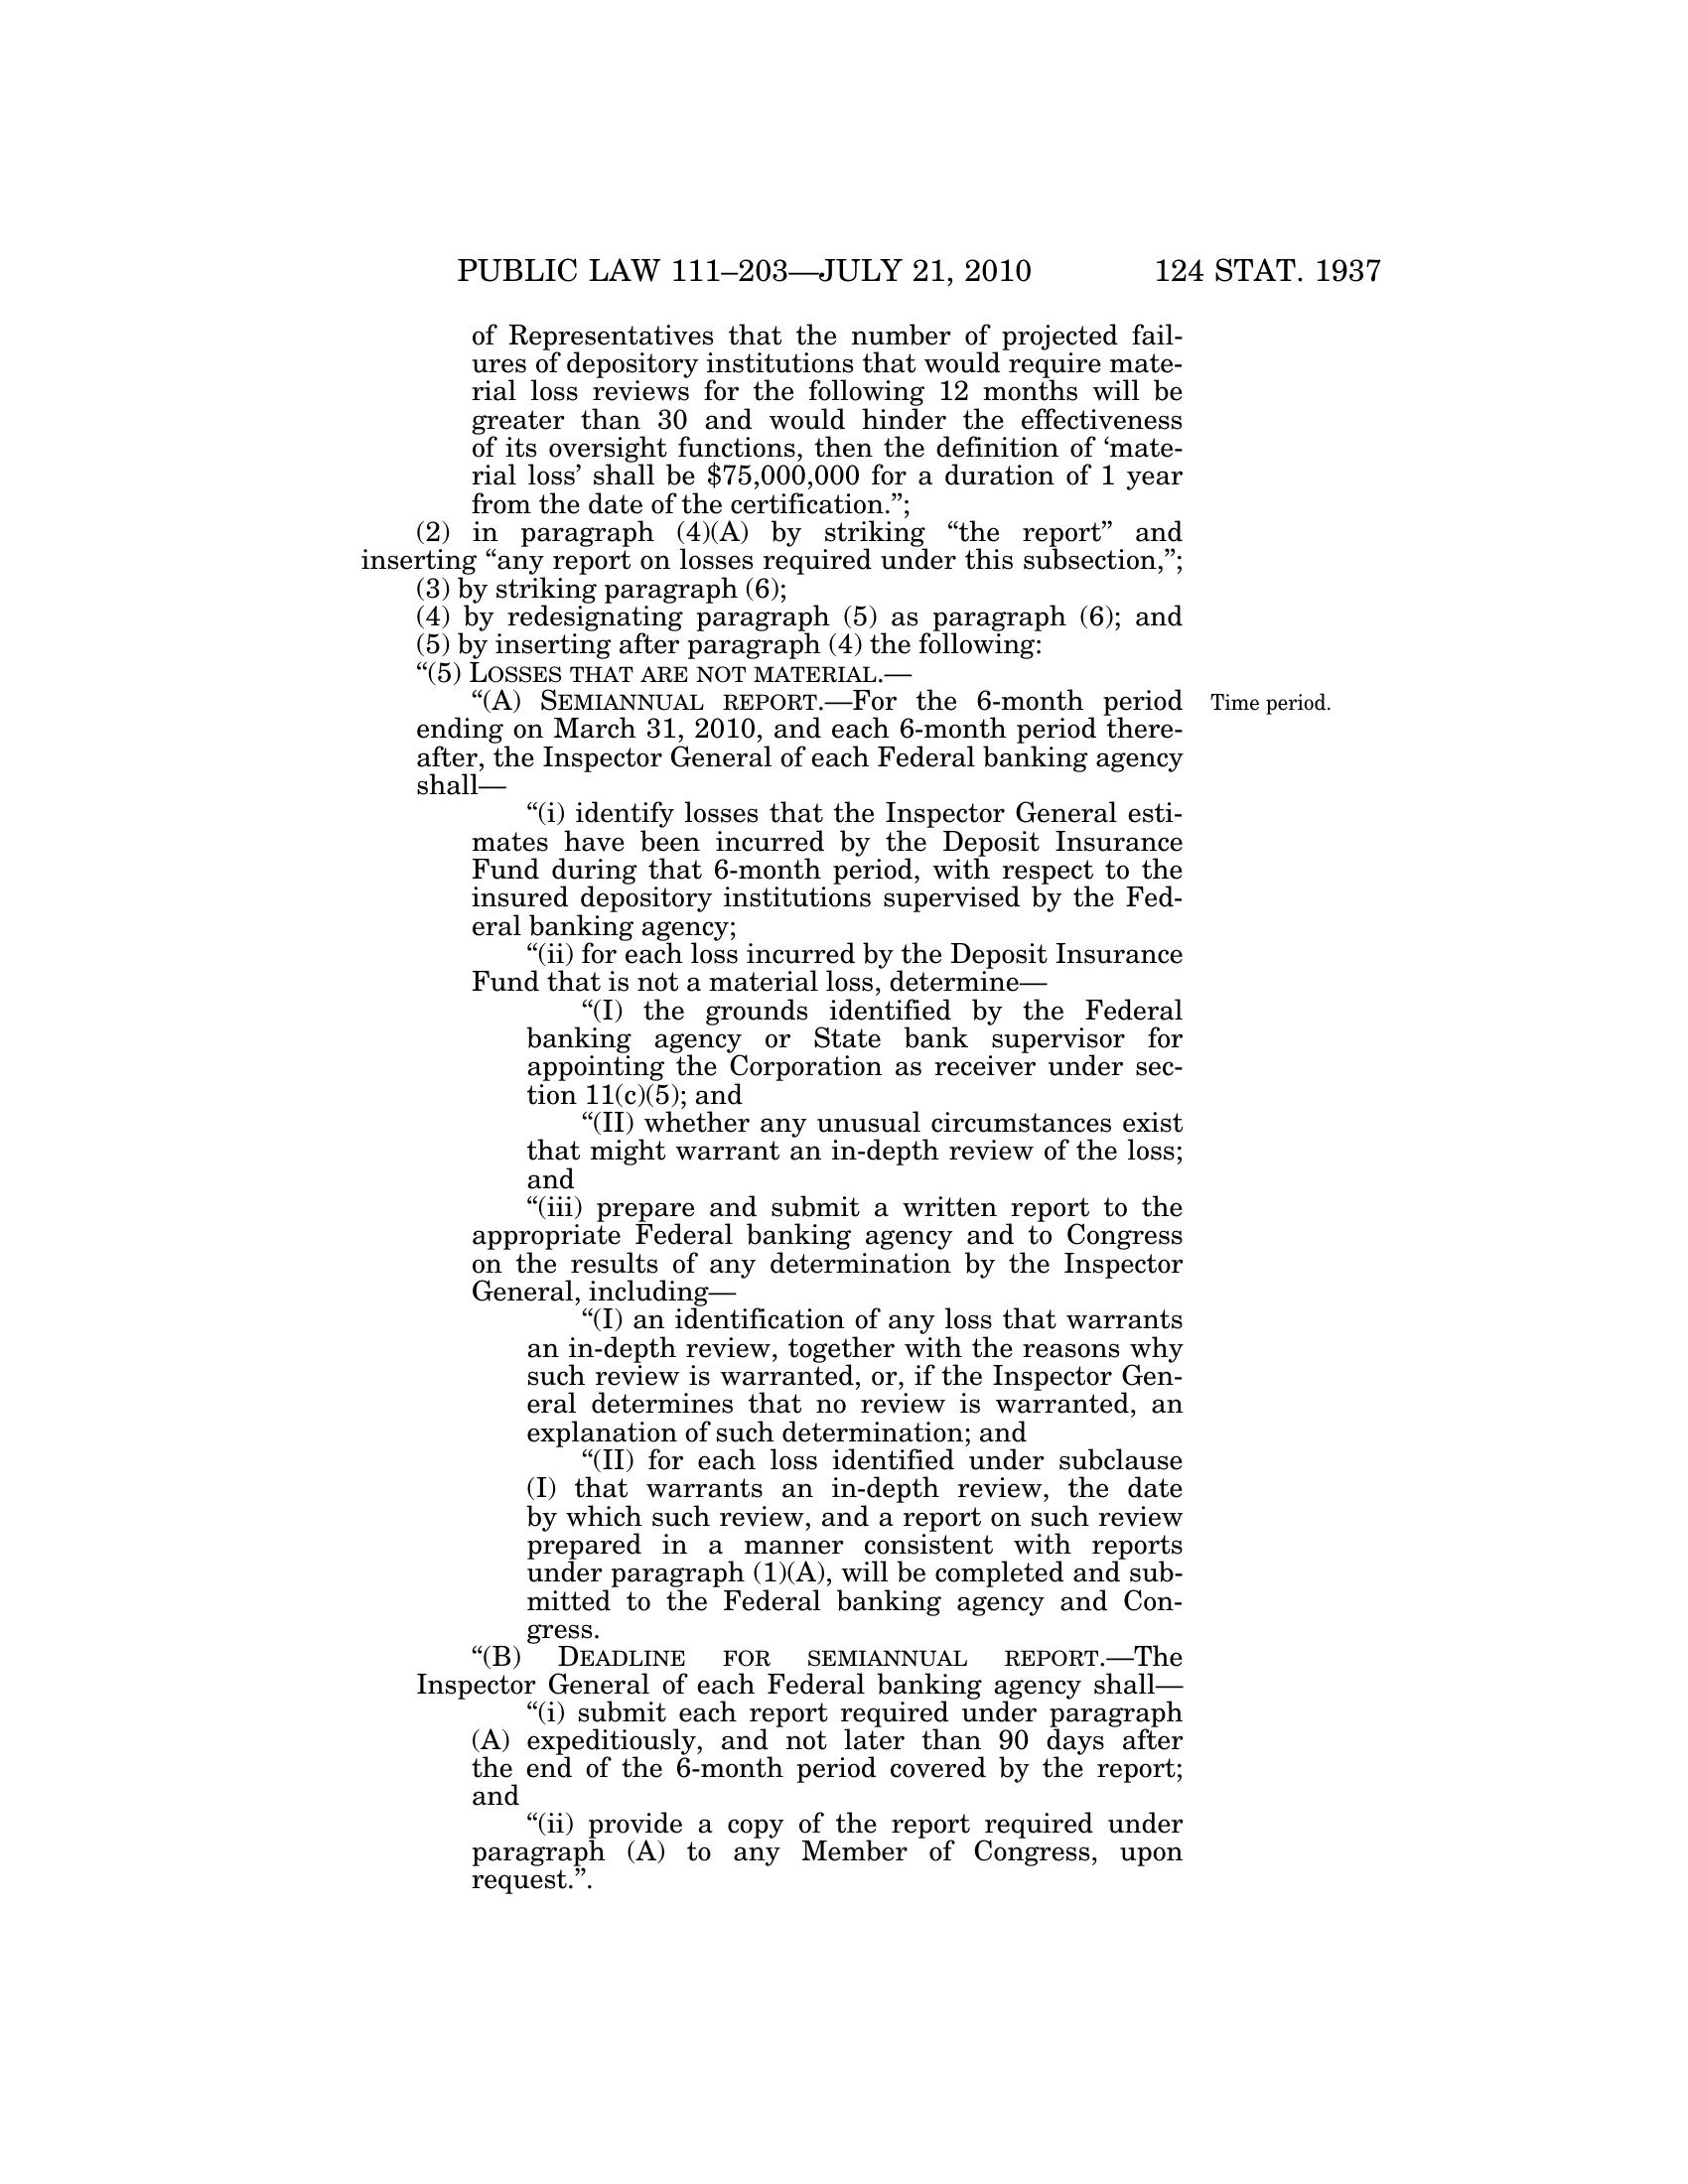 PUBLIC LAW 111–203—JULY 21, 2010 124 STAT. 1937
of Representatives that the number of projected fail-
ures of depository institutions that would require mate-
rial loss reviews for the following 12 months will be
greater than 30 and would hinder the effectiveness
of its oversight functions, then the definition of ‘mate-
rial loss’ shall be $75,000,000 for a duration of 1 year
from the date of the certification.”;
(2) in paragraph (4)(A) by striking “the report” and
inserting “any report on losses required under this subsection,”;
(3) by striking paragraph (6);
(4) by redesignating paragraph (5) as paragraph (6); and
(5) by inserting after paragraph (4) the following:
“(5) LOSSES THAT ARE NOT MATERIAL.—
“(A) SEMIANNUAL REPORT.—For the 6-month period
Time period.
ending on March 31, 2010, and each 6-month period there-
after, the Inspector General of each Federal banking agency
shall—
“(i) identify losses that the Inspector General esti-
mates have been incurred by the Deposit Insurance
Fund during that 6-month period, with respect to the
insured depository institutions supervised by the Fed-
eral banking agency;
“(ii) for each loss incurred by the Deposit Insurance
Fund that is not a material loss, determine—
“(I) the grounds identified by the Federal
banking agency or State bank supervisor for
appointing the Corporation as receiver under sec-
tion 11(c)(5); and
“(II) whether any unusual circumstances exist
that might warrant an in-depth review of the loss;
and
“(iii) prepare and submit a written report to the
appropriate Federal banking agency and to Congress
on the results of any determination by the Inspector
General, including—
“(I) an identification of any loss that warrants
an in-depth review, together with the reasons why
such review is warranted, or, if the Inspector Gen-
eral determines that no review is warranted, an
explanation of such determination; and
“(II) for each loss identified under subclause
(I) that warrants an in-depth review, the date
by which such review, and a report on such review
prepared in a manner consistent with reports
under paragraph (1)(A), will be completed and sub-
mitted to the Federal banking agency and Con-
gress.
“(B) DEADLINE FOR SEMIANNUAL REPORT.—The
Inspector General of each Federal banking agency shall—
“(i) submit each report required under paragraph
(A) expeditiously, and not later than 90 days after
the end of the 6-month period covered by the report;
and
“(ii) provide a copy of the report required under
paragraph (A) to any Member of Congress, upon
request.”.